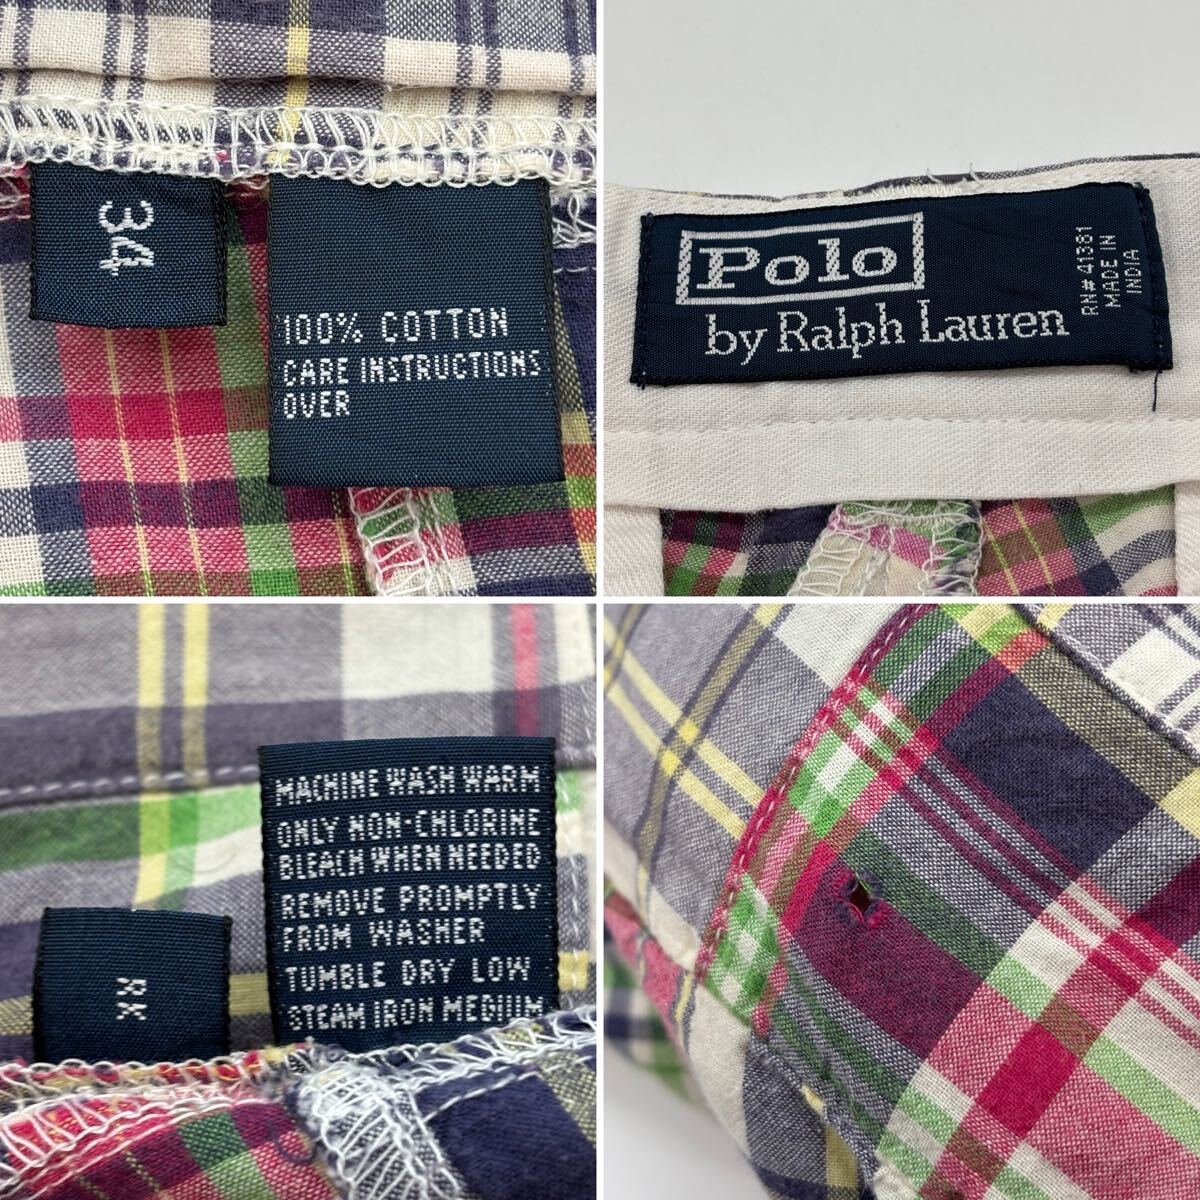 34
100% COTTON
CARE INSTRUCTIONS
OVER
Polo
by Ralph Lauren
RN# 41381
MADE IN
INDIA
MACHINE WASH WARM
ONLY NON-CHLORINE
BLEACH WHEN NEEDED
REMOVE PROMPTLY
FROM WASHER
TUMBLE DRY LOW
STEAM IRON MEDIUM
RK